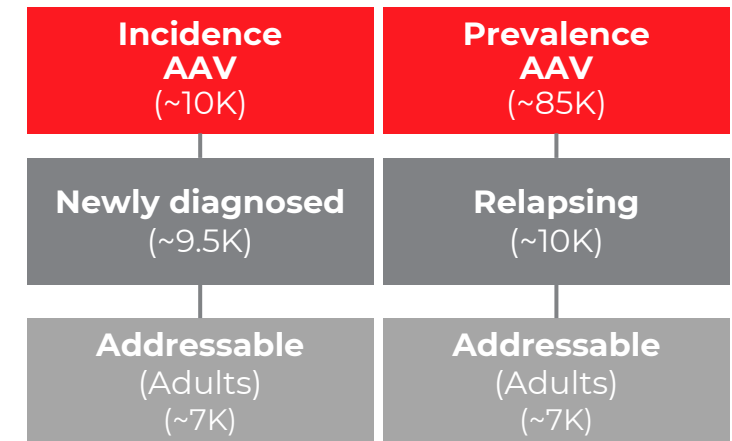 Incidence
AAV
(~10K)
Newly diagnosed
(~9.5K)
Addressable
(Adults)
(~7K)
Prevalence
AAV
(~85K)
Relapsing
(~10K)
Addressable
(Adults)
(~7K)